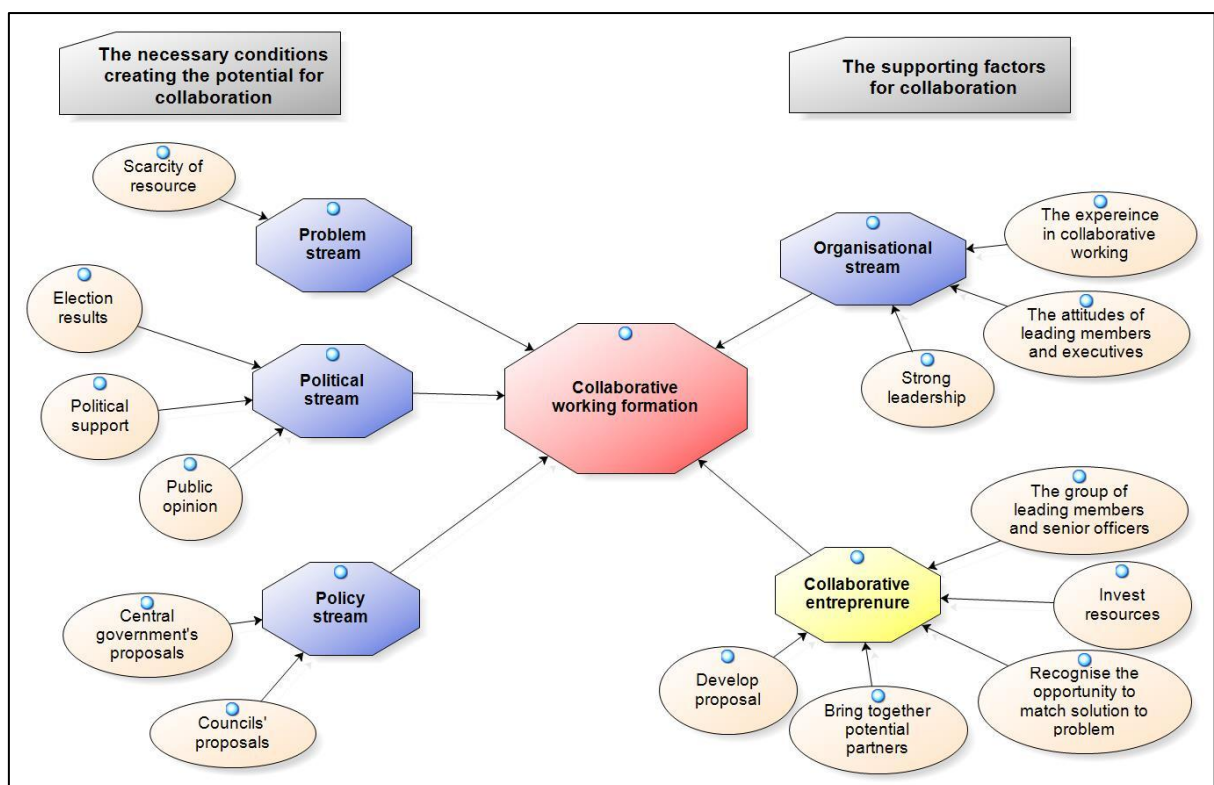 The necessary conditions
creating the potential for
collaboration
The supporting factors
for collaboration
Scarcity of
resource
Problem
stream
Election
results
Political
support
Public
opinion
Political
stream
Central
government's
proposals
Councils'
proposals
Policy
stream
Collaborative
working formation
Organisational
stream
The expereince
in collaborative
working
The attitudes of
leading members
and executives
Strong
leadership
The group of
leading members
and senior officers
Collaborative
entreprenure
Invest
resources
Develop
proposal
Bring together
potential
partners
Recognise the
opportunity to
match solution to
problem